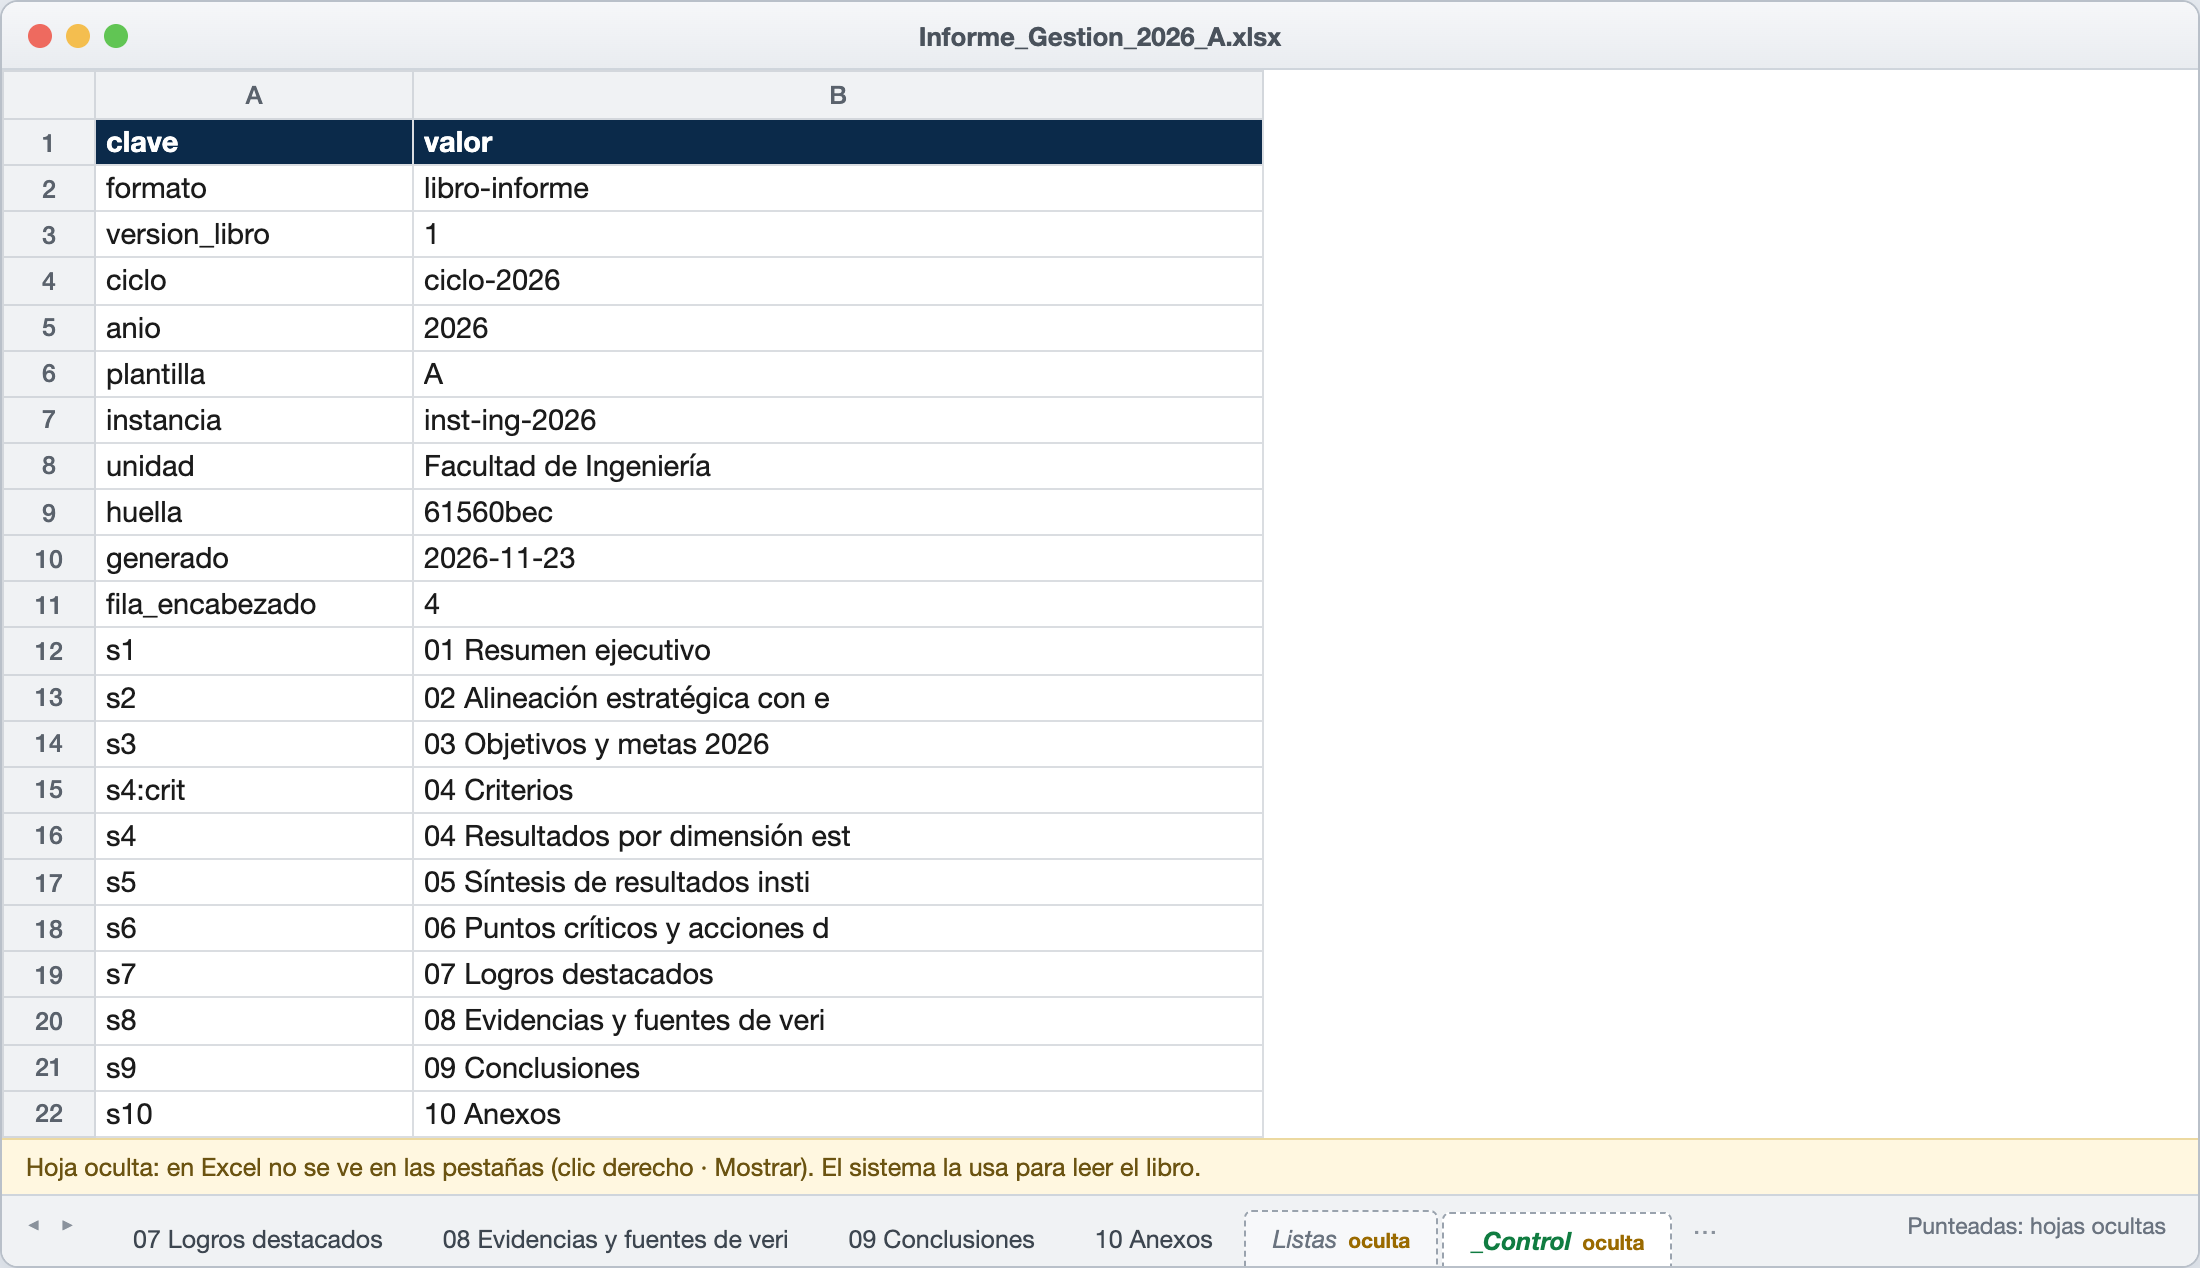 Informe_Gestion_2026_A.xlsx
A B
1 clave valor
2 formato libro-informe
3 version_libro 1
4 ciclo ciclo-2026
5 anio 2026
6 plantilla A
7 instancia inst-ing-2026
8 unidad Facultad de Ingeniería
9 huella 61560bec
10 generado 2026-11-23
11 fila_encabezado 4
12 s1 01 Resumen ejecutivo
13 s2 02 Alineación estratégica con e
14 s3 03 Objetivos y metas 2026
15 s4:crit 04 Criterios
16 s4 04 Resultados por dimensión est
17 s5 05 Síntesis de resultados insti
18 s6 06 Puntos críticos y acciones d
19 s7 07 Logros destacados
20 s8 08 Evidencias y fuentes de veri
21 s9 09 Conclusiones
22 s10 10 Anexos
Hoja oculta: en Excel no se ve en las pestañas (clic derecho · Mostrar). El sistema la usa para leer el libro.
07 Logros destacados 08 Evidencias y fuentes de veri 09 Conclusiones 10 Anexos Listas oculta _Control oculta ... Punteadas: hojas ocultas